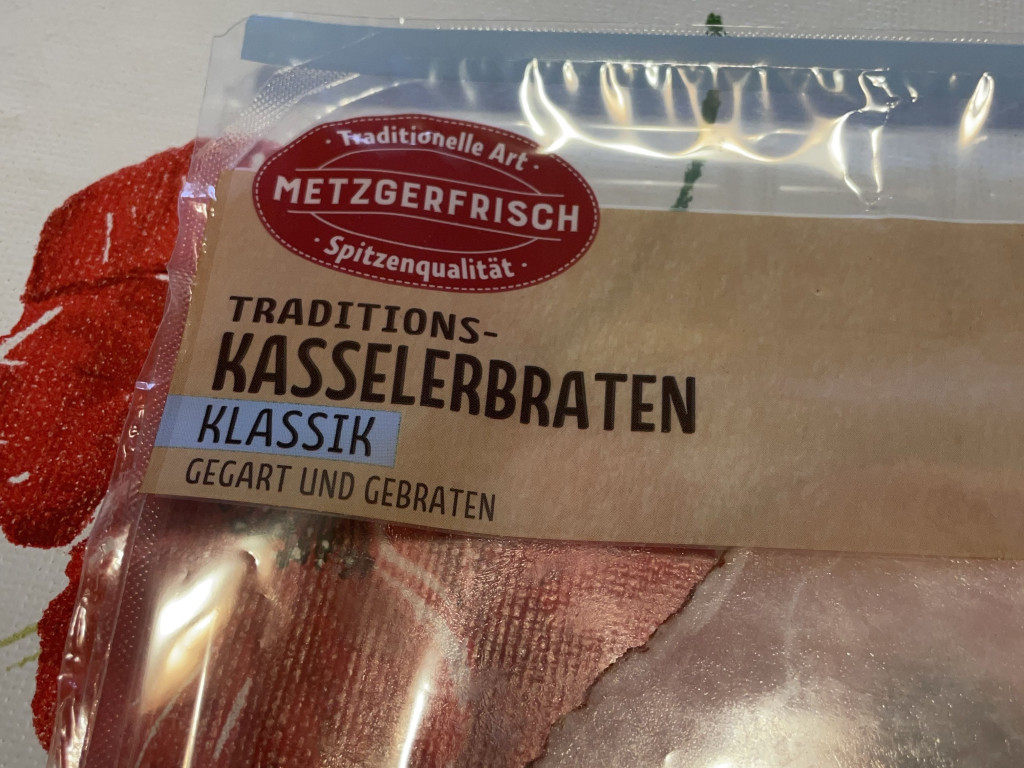 · Traditionelle Art ·
METZGERFRISCH
· Spitzenqualität ·
TRADITIONS-
KASSELERBRATEN
KLASSIK
GEGART UND GEBRATEN